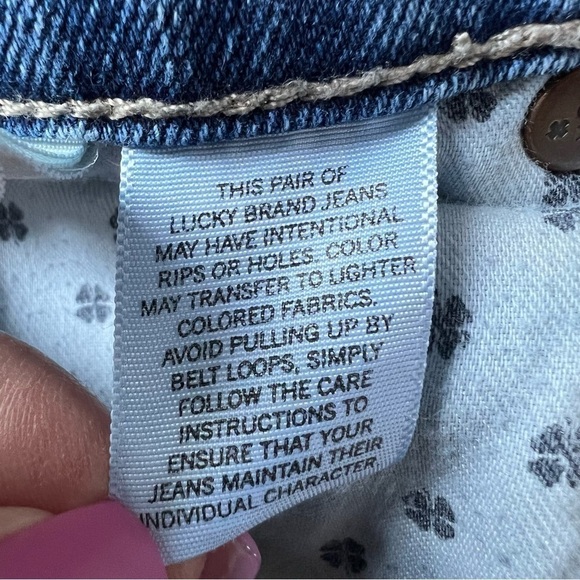 THIS PAIR OF
LUCKY BRAND JEANS
MAY HAVE INTENTIONAL
RIPS OR HOLES. COLOR
MAY TRANSFER TO LIGHTER
COLORED FABRICS.
AVOID PULLING UP BY
BELT LOOPS, SIMPLY
FOLLOW THE CARE
INSTRUCTIONS TO
ENSURE THAT YOUR
JEANS MAINTAIN THEIR
INDIVIDUAL CHARACTER